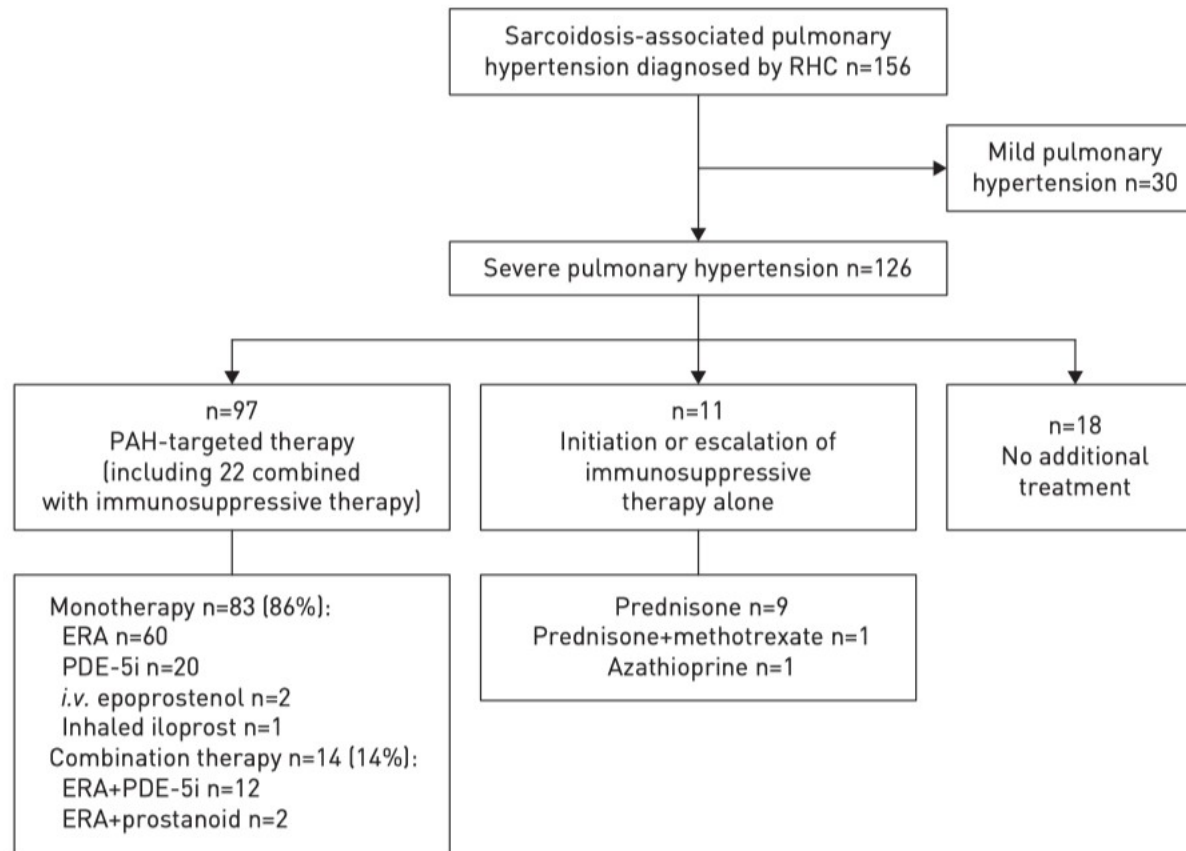 Sarcoidosis-associated pulmonary
hypertension diagnosed by RHC n=156
Mild pulmonary
hypertension n=30
Severe pulmonary hypertension n=126
n=97
PAH-targeted therapy
(including 22 combined
with immunosuppressive therapy)
n=11
Initiation or escalation of
immunosuppressive
therapy alone
n=18
No additional
treatment
Monotherapy n=83 (86%):
ERA n=60
PDE-5i n=20
i.v. epoprostenol n=2
Inhaled iloprost n=1
Combination therapy n=14 (14%):
ERA+PDE-5i n=12
ERA+prostanoid n=2
Prednisone n=9
Prednisone+methotrexate n=1
Azathioprine n=1